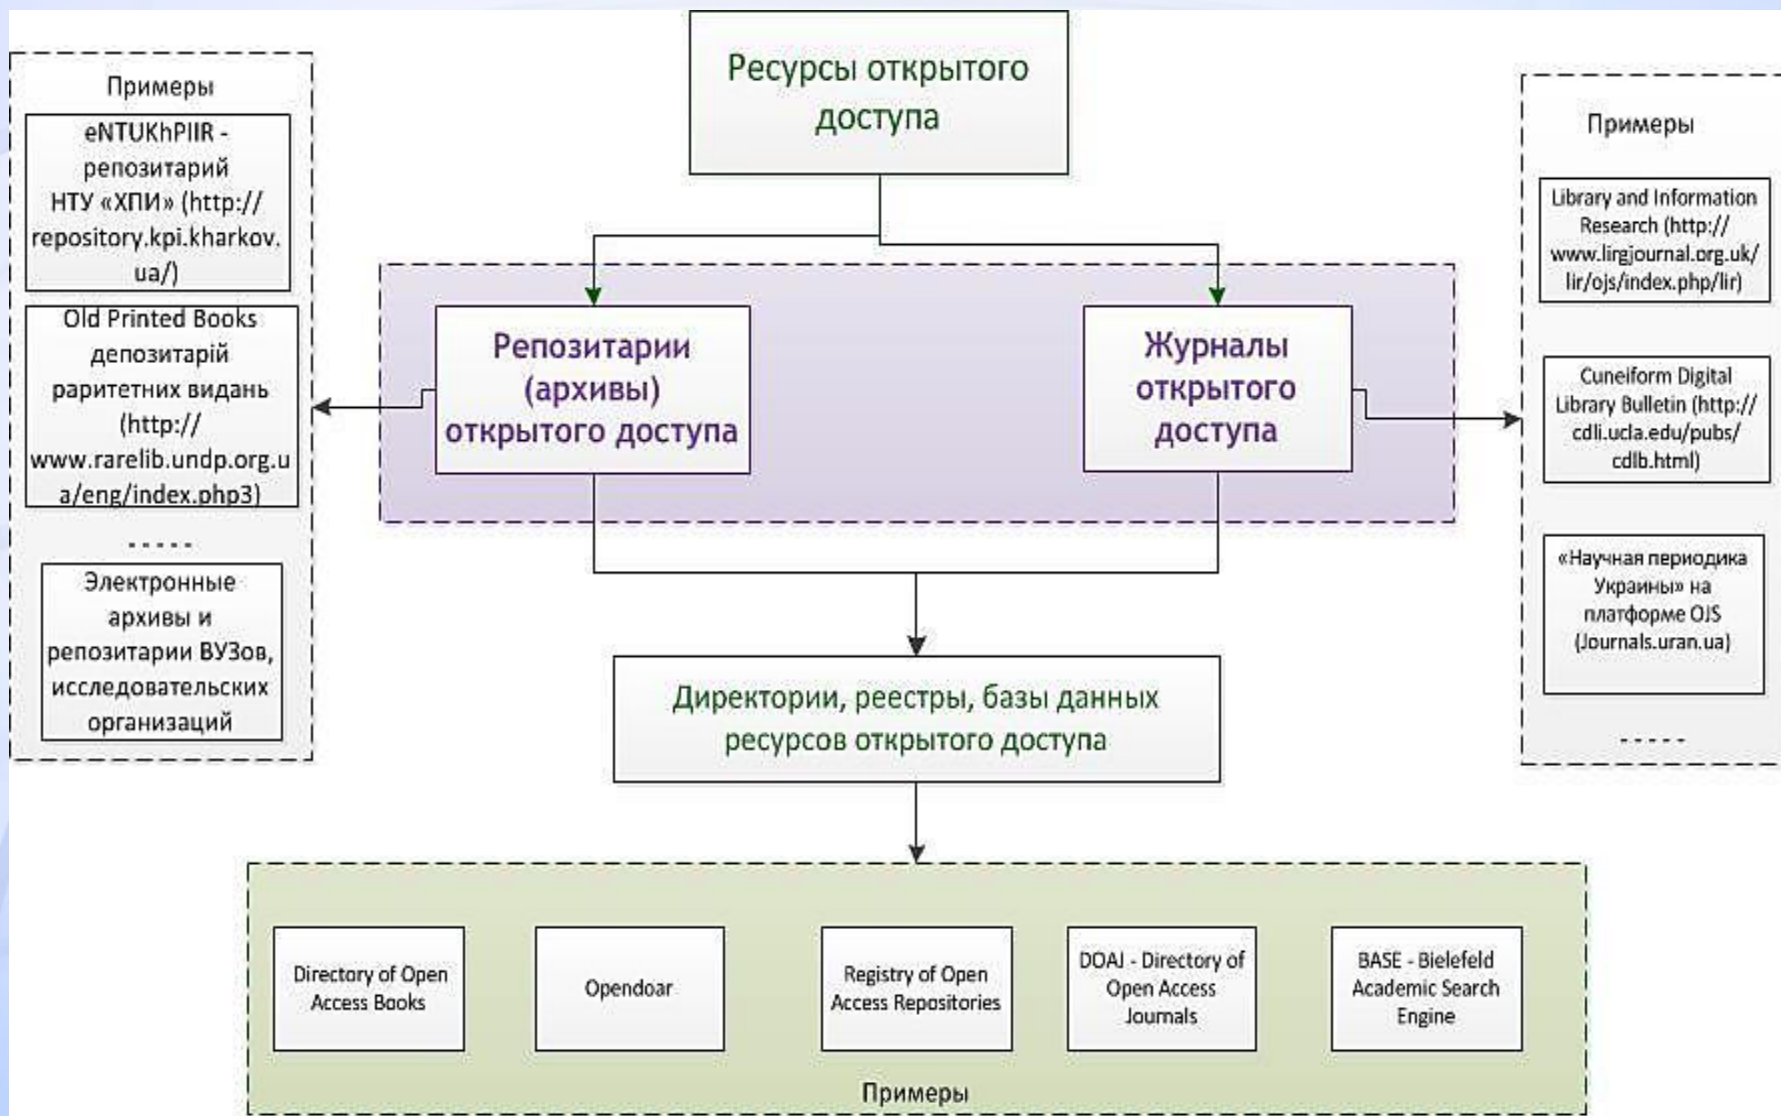 Ресурсы открытого
доступа
Примеры
eNTUKhPIIR -
репозитарий
НТУ «ХПИ» (http://
repository.kpi.kharkov.
ua/)
Old Printed Books
депозитарій
раритетних видань
(http://
www.rarelib.undp.org.u
a/eng/index.php3)
- - - - -
Электронные
архивы и
репозитарии ВУЗов,
исследовательских
организаций
Репозитарии
(архивы)
открытого доступа
Журналы
открытого
доступа
Примеры
Library and Information
Research (http://
www.lirgjournal.org.uk/
lir/ojs/index.php/lir)
Cuneiform Digital
Library Bulletin (http://
cdli.ucla.edu/pubs/
cdlb.html)
«Научная периодика
Украины» на
платформе OJS
(Journals.uran.ua)
- - - - -
Директории, реестры, базы данных
ресурсов открытого доступа
Directory of Open
Access Books
Opendoar
Registry of Open
Access Repositories
DOAJ - Directory of
Open Access
Journals
BASE - Bielefeld
Academic Search
Engine
Примеры